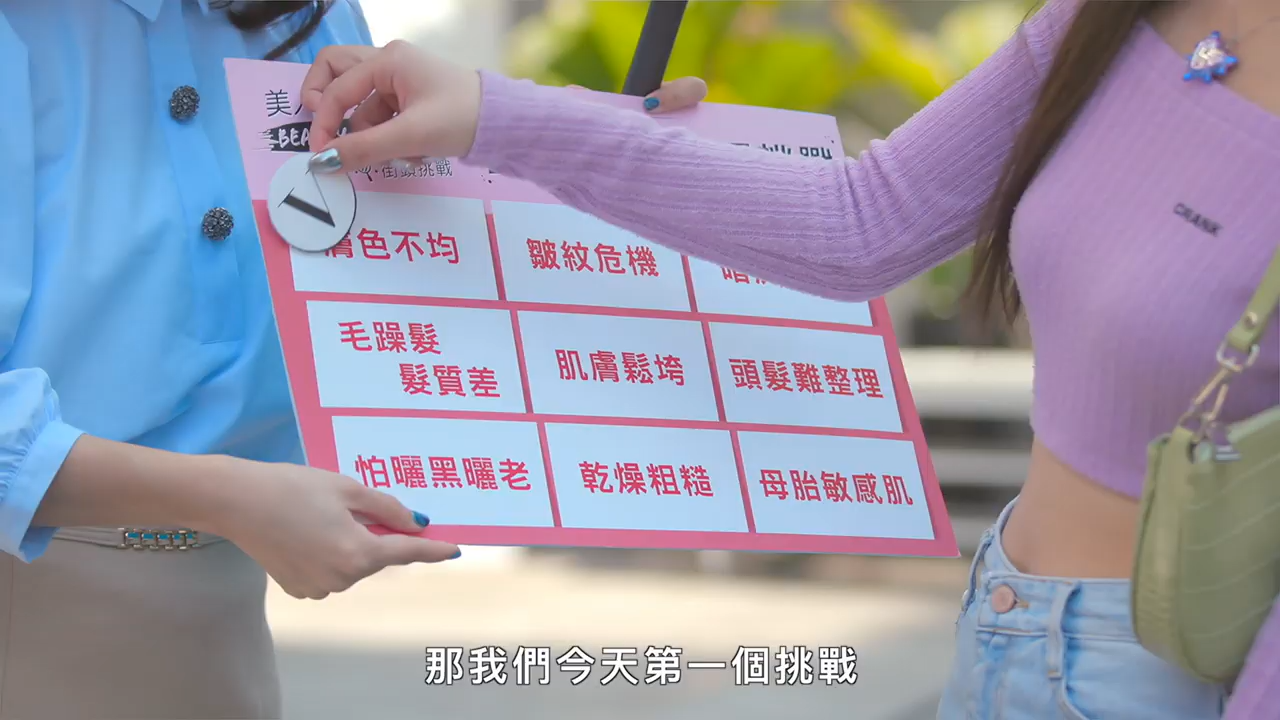 美
BEA
街頭挑戰
膚色不均
皺紋危機
毛躁髮
髮質差
肌膚鬆垮
頭髮難整理
怕曬黑曬老
乾燥粗糙
母胎敏感肌
V
CRANK
那我們今天第一個挑戰